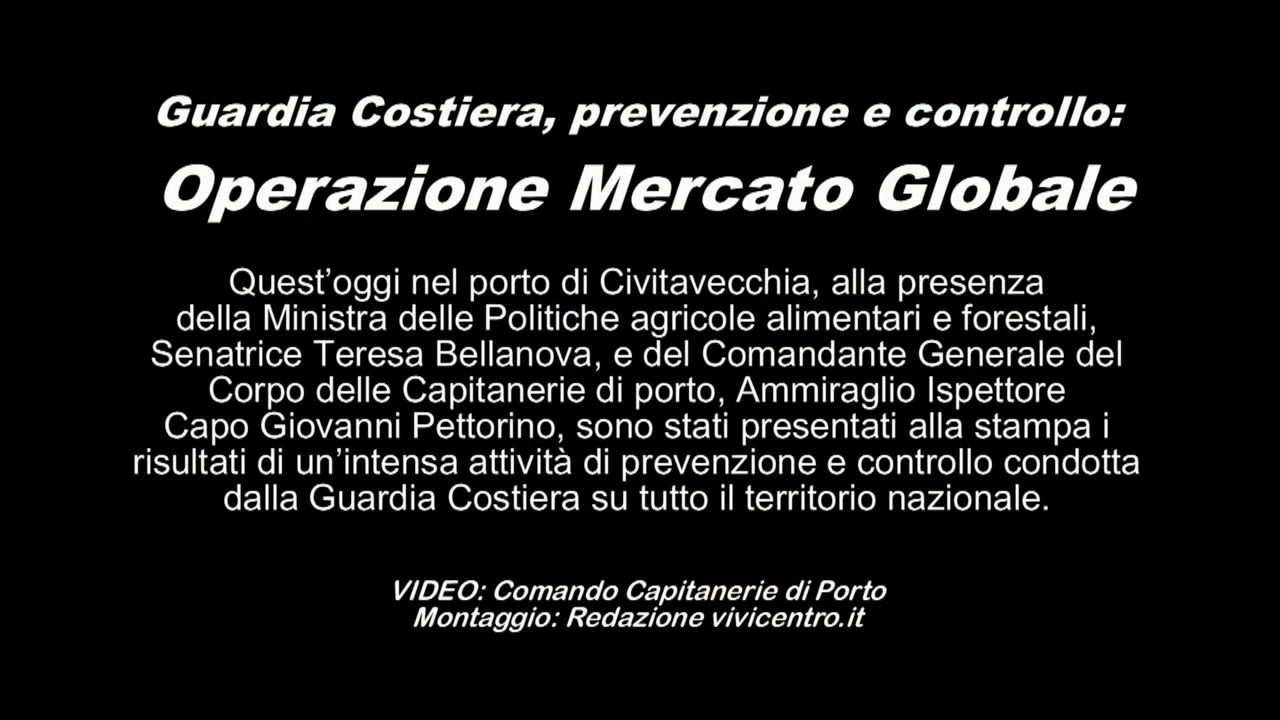 Guardia Costiera, prevenzione e controllo:
Operazione Mercato Globale
Quest’oggi nel porto di Civitavecchia, alla presenza
della Ministra delle Politiche agricole alimentari e forestali,
Senatrice Teresa Bellanova, e del Comandante Generale del
Corpo delle Capitanerie di porto, Ammiraglio Ispettore
Capo Giovanni Pettorino, sono stati presentati alla stampa i
risultati di un’intensa attività di prevenzione e controllo condotta
dalla Guardia Costiera su tutto il territorio nazionale.
VIDEO: Comando Capitanerie di Porto
Montaggio: Redazione vivicentro.it